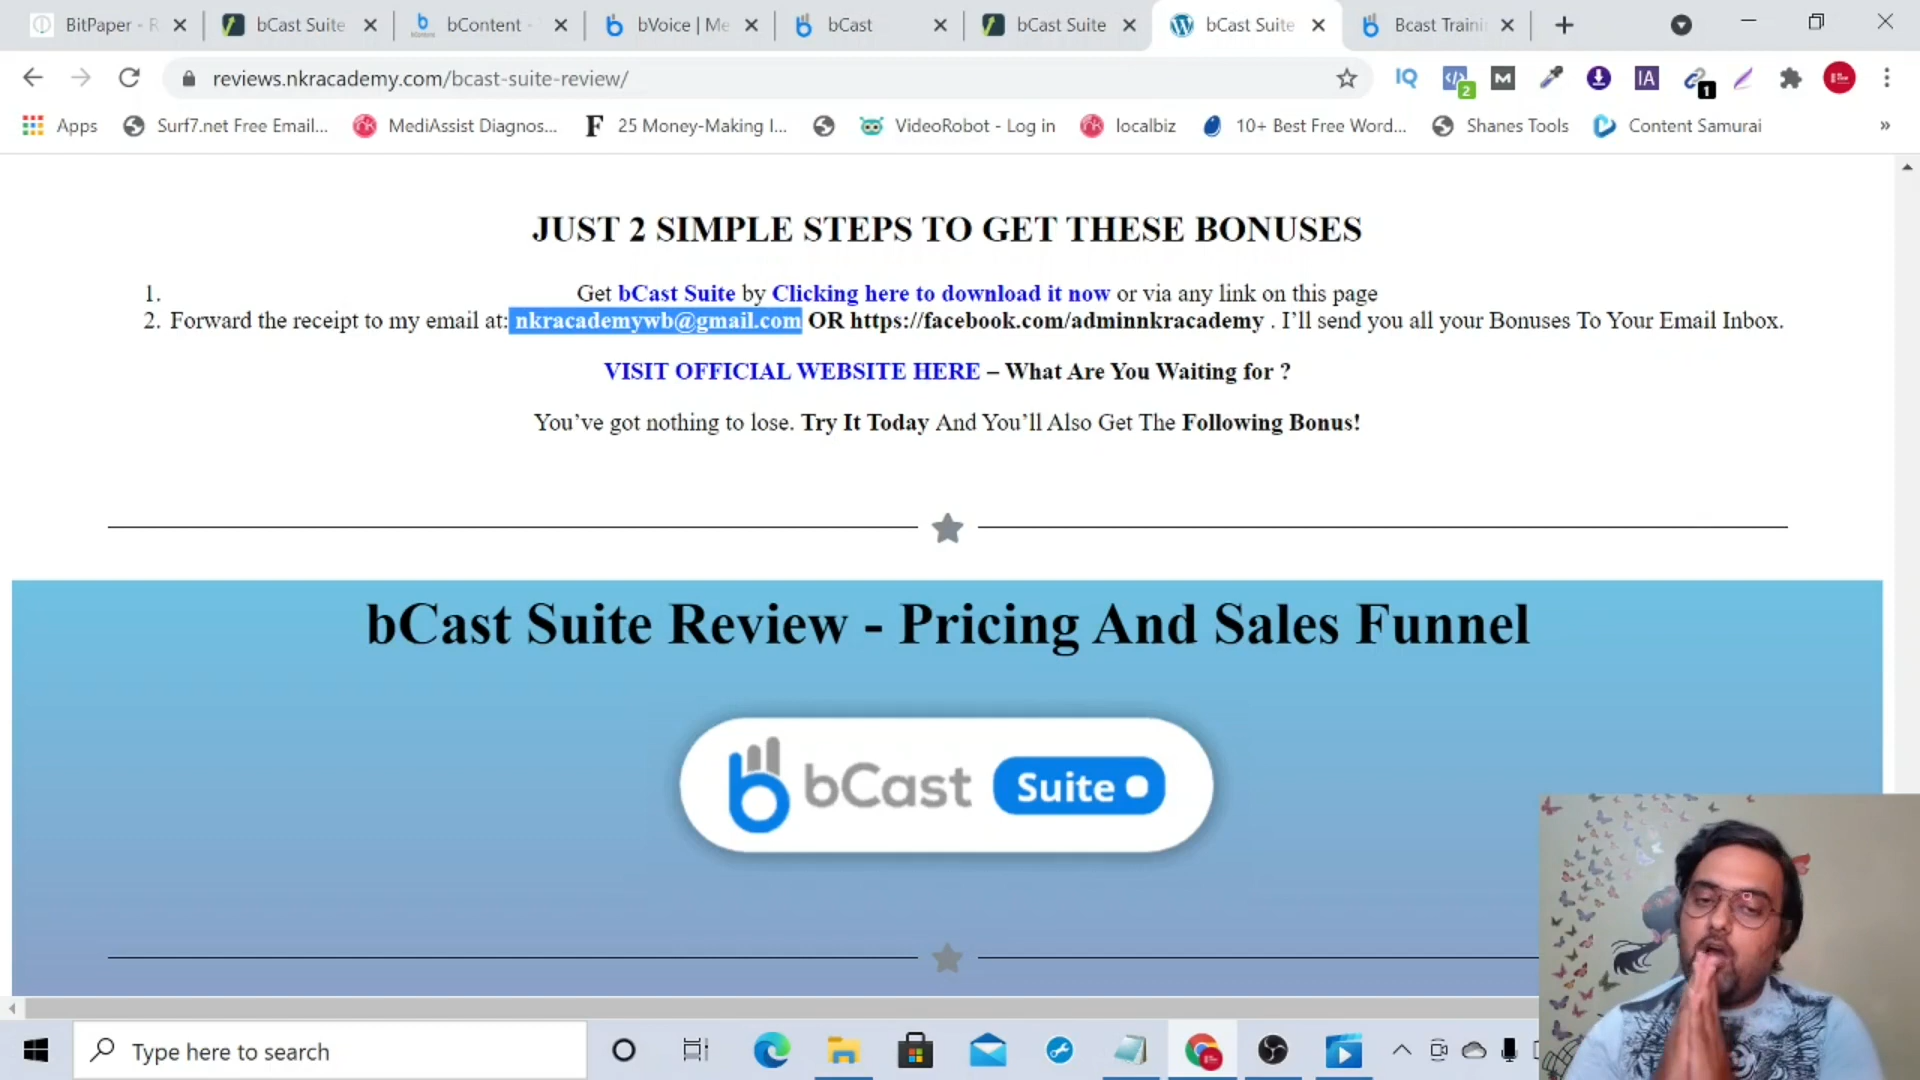 BitPaper - R
bCast Suite
bContent -
bVoice | Me
bCast
bCast Suite
bCast Suite
Bcast Traini
reviews.nkracademy.com/bcast-suite-review/
IQ
2
M
IA
1
Apps
Surf7.net Free Email...
MediAssist Diagnos...
F 25 Money-Making I...
VideoRobot - Log in
localbiz
10+ Best Free Word...
Shanes Tools
Content Samurai
»
JUST 2 SIMPLE STEPS TO GET THESE BONUSES
1. Get bCast Suite by Clicking here to download it now or via any link on this page
2. Forward the receipt to my email at: nkracademywb@gmail.com OR https://facebook.com/adminnkracademy . I’ll send you all your Bonuses To Your Email Inbox.
VISIT OFFICIAL WEBSITE HERE – What Are You Waiting for ?
You’ve got nothing to lose. Try It Today And You’ll Also Get The Following Bonus!
bCast Suite Review - Pricing And Sales Funnel
bCast Suite
Type here to search